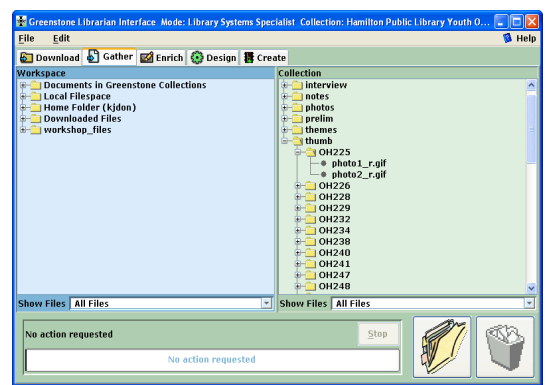 Greenstone Librarian Interface  Mode: Library Systems Specialist  Collection: Hamilton Public Library Youth O...
File Edit Help
Download Gather Enrich Design Create
Workspace
Documents in Greenstone Collections
Local Filespace
Home Folder (kjdon)
Downloaded Files
workshop_files
Show Files All Files
Collection
interview
notes
photos
prelim
themes
thumb
OH225
photo1_r.gif
photo2_r.gif
OH226
OH228
OH229
OH232
OH234
OH238
OH240
OH241
OH247
OH248
Show Files All Files
No action requested Stop
No action requested